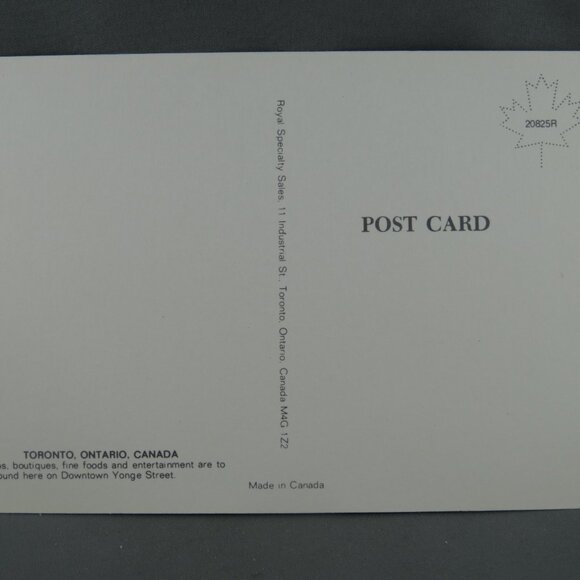 20825R
POST CARD
Royal Specialty Sales, 11 Industrial St., Toronto, Ontario, Canada M4G 1Z2
TORONTO, ONTARIO, CANADA
boutiques, fine foods and entertainment are to
here on Downtown Yonge Street.
Made in Canada